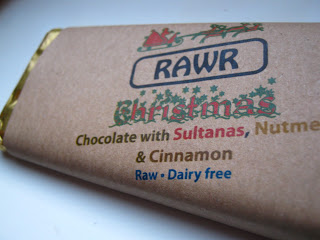 RAWR
Christmas
Chocolate with Sultanas, Nutme
& Cinnamon
Raw • Dairy free